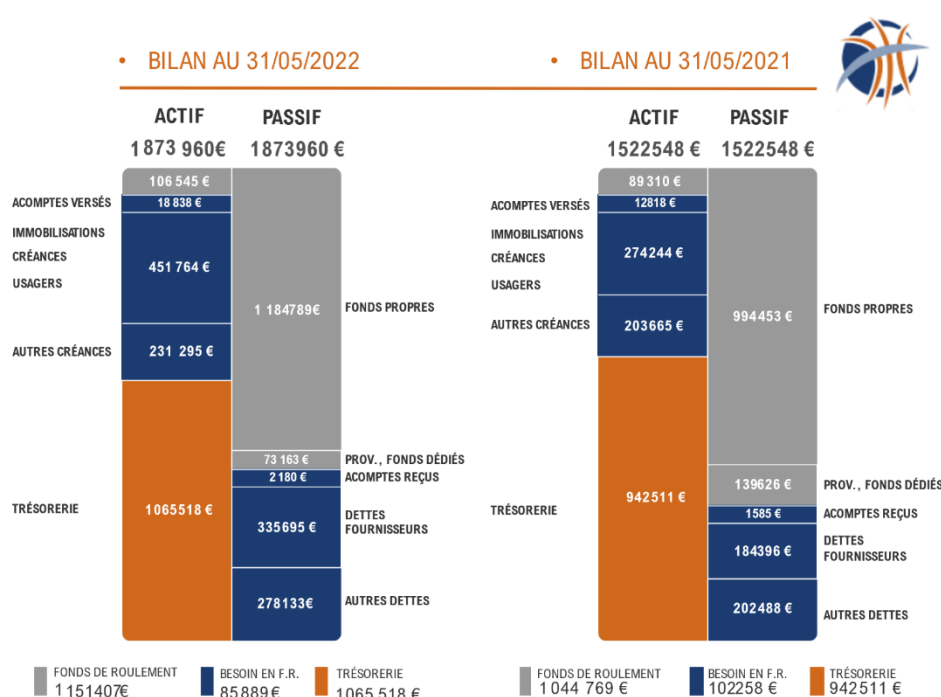 • BILAN AU 31/05/2022
• BILAN AU 31/05/2021
ACTIF PASSIF
1 873 960€ 1873960 €
106 545 €
ACOMPTES VERSÉS 18 838 €
IMMOBILISATIONS
CRÉANCES
451 764 €
USAGERS
1 184789€ FONDS PROPRES
AUTRES CRÉANCES 231 295 €
73 163 € PROV., FONDS DÉDIÉS
2 180 € ACOMPTES REÇUS
TRÉSORERIE 1065518 €
335695 € DETTES
FOURNISSEURS
278133€ AUTRES DETTES
FONDS DE ROULEMENT
1 151407€
BESOIN EN F.R.
85889 €
TRÉSORERIE
1065 518 €
ACTIF PASSIF
1522548 € 1522548 €
89 310 €
ACOMPTES VERSÉS 12818 €
IMMOBILISATIONS
CRÉANCES
274244 €
USAGERS
994453 € FONDS PROPRES
AUTRES CRÉANCES 203665 €
139626 € PROV., FONDS DÉDIÉS
TRÉSORERIE 942511 €
1585 € ACOMPTES REÇUS
184396 € DETTES
FOURNISSEURS
202488 € AUTRES DETTES
FONDS DE ROULEMENT
1 044 769 €
BESOIN EN F.R.
102258 €
TRÉSORERIE
942511 €